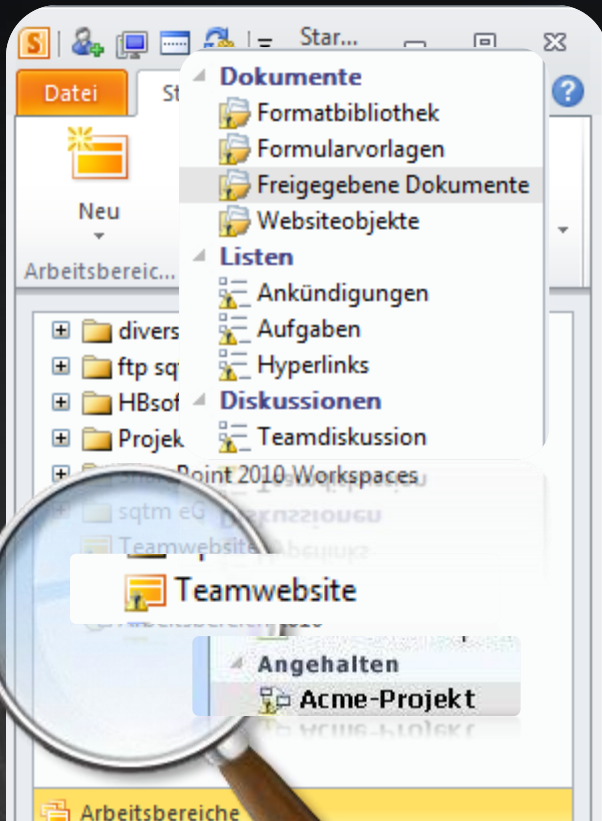 Star...
Datei
St
?
Neu
Arbeitsbereic...
Dokumente
Formatbibliothek
Formularvorlagen
Freigegebene Dokumente
Websiteobjekte
Listen
Ankündigungen
Aufgaben
Hyperlinks
Diskussionen
Teamdiskussion
divers
ftp sq
HBsof
Projek
Point 2010 Workspaces
sqtm eG
Teamwebsite
Teamwebsite
Angehalten
Acme-Projekt
Arbeitsbereiche